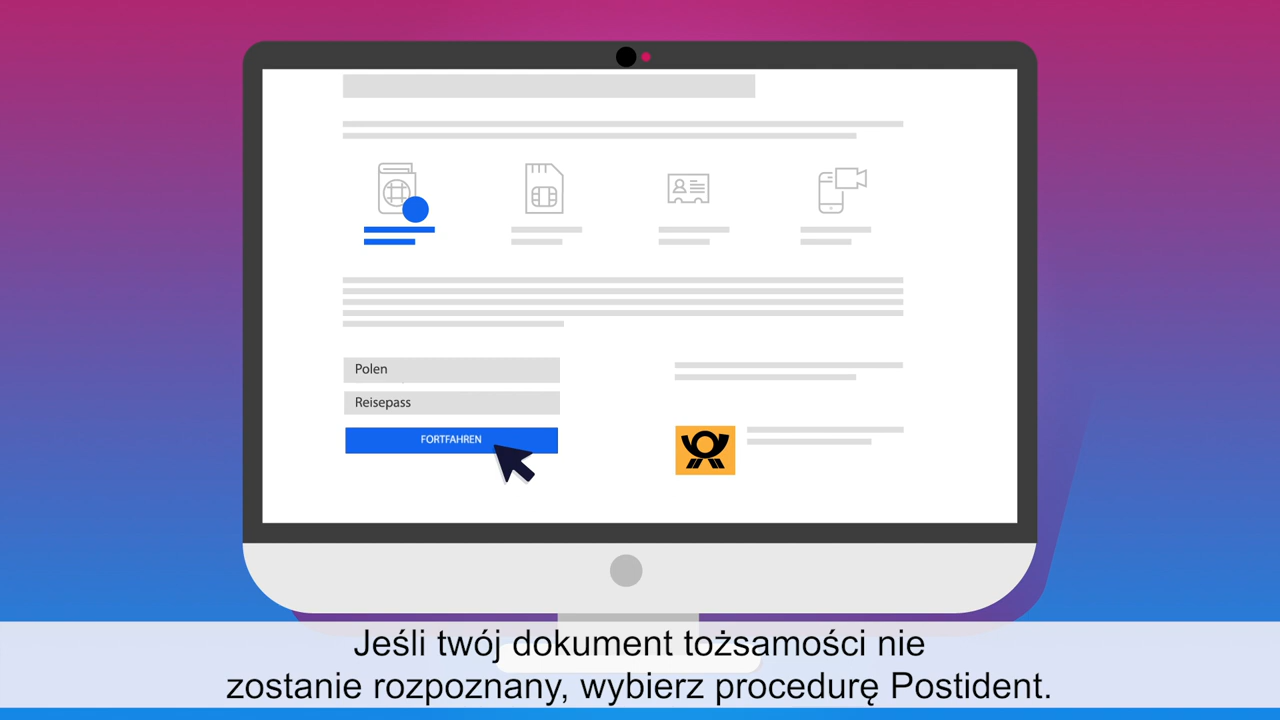 Polen
Reisepass
FORTFAHREN
Jeśli twój dokument tożsamości nie
zostanie rozpoznany, wybierz procedurę Postident.